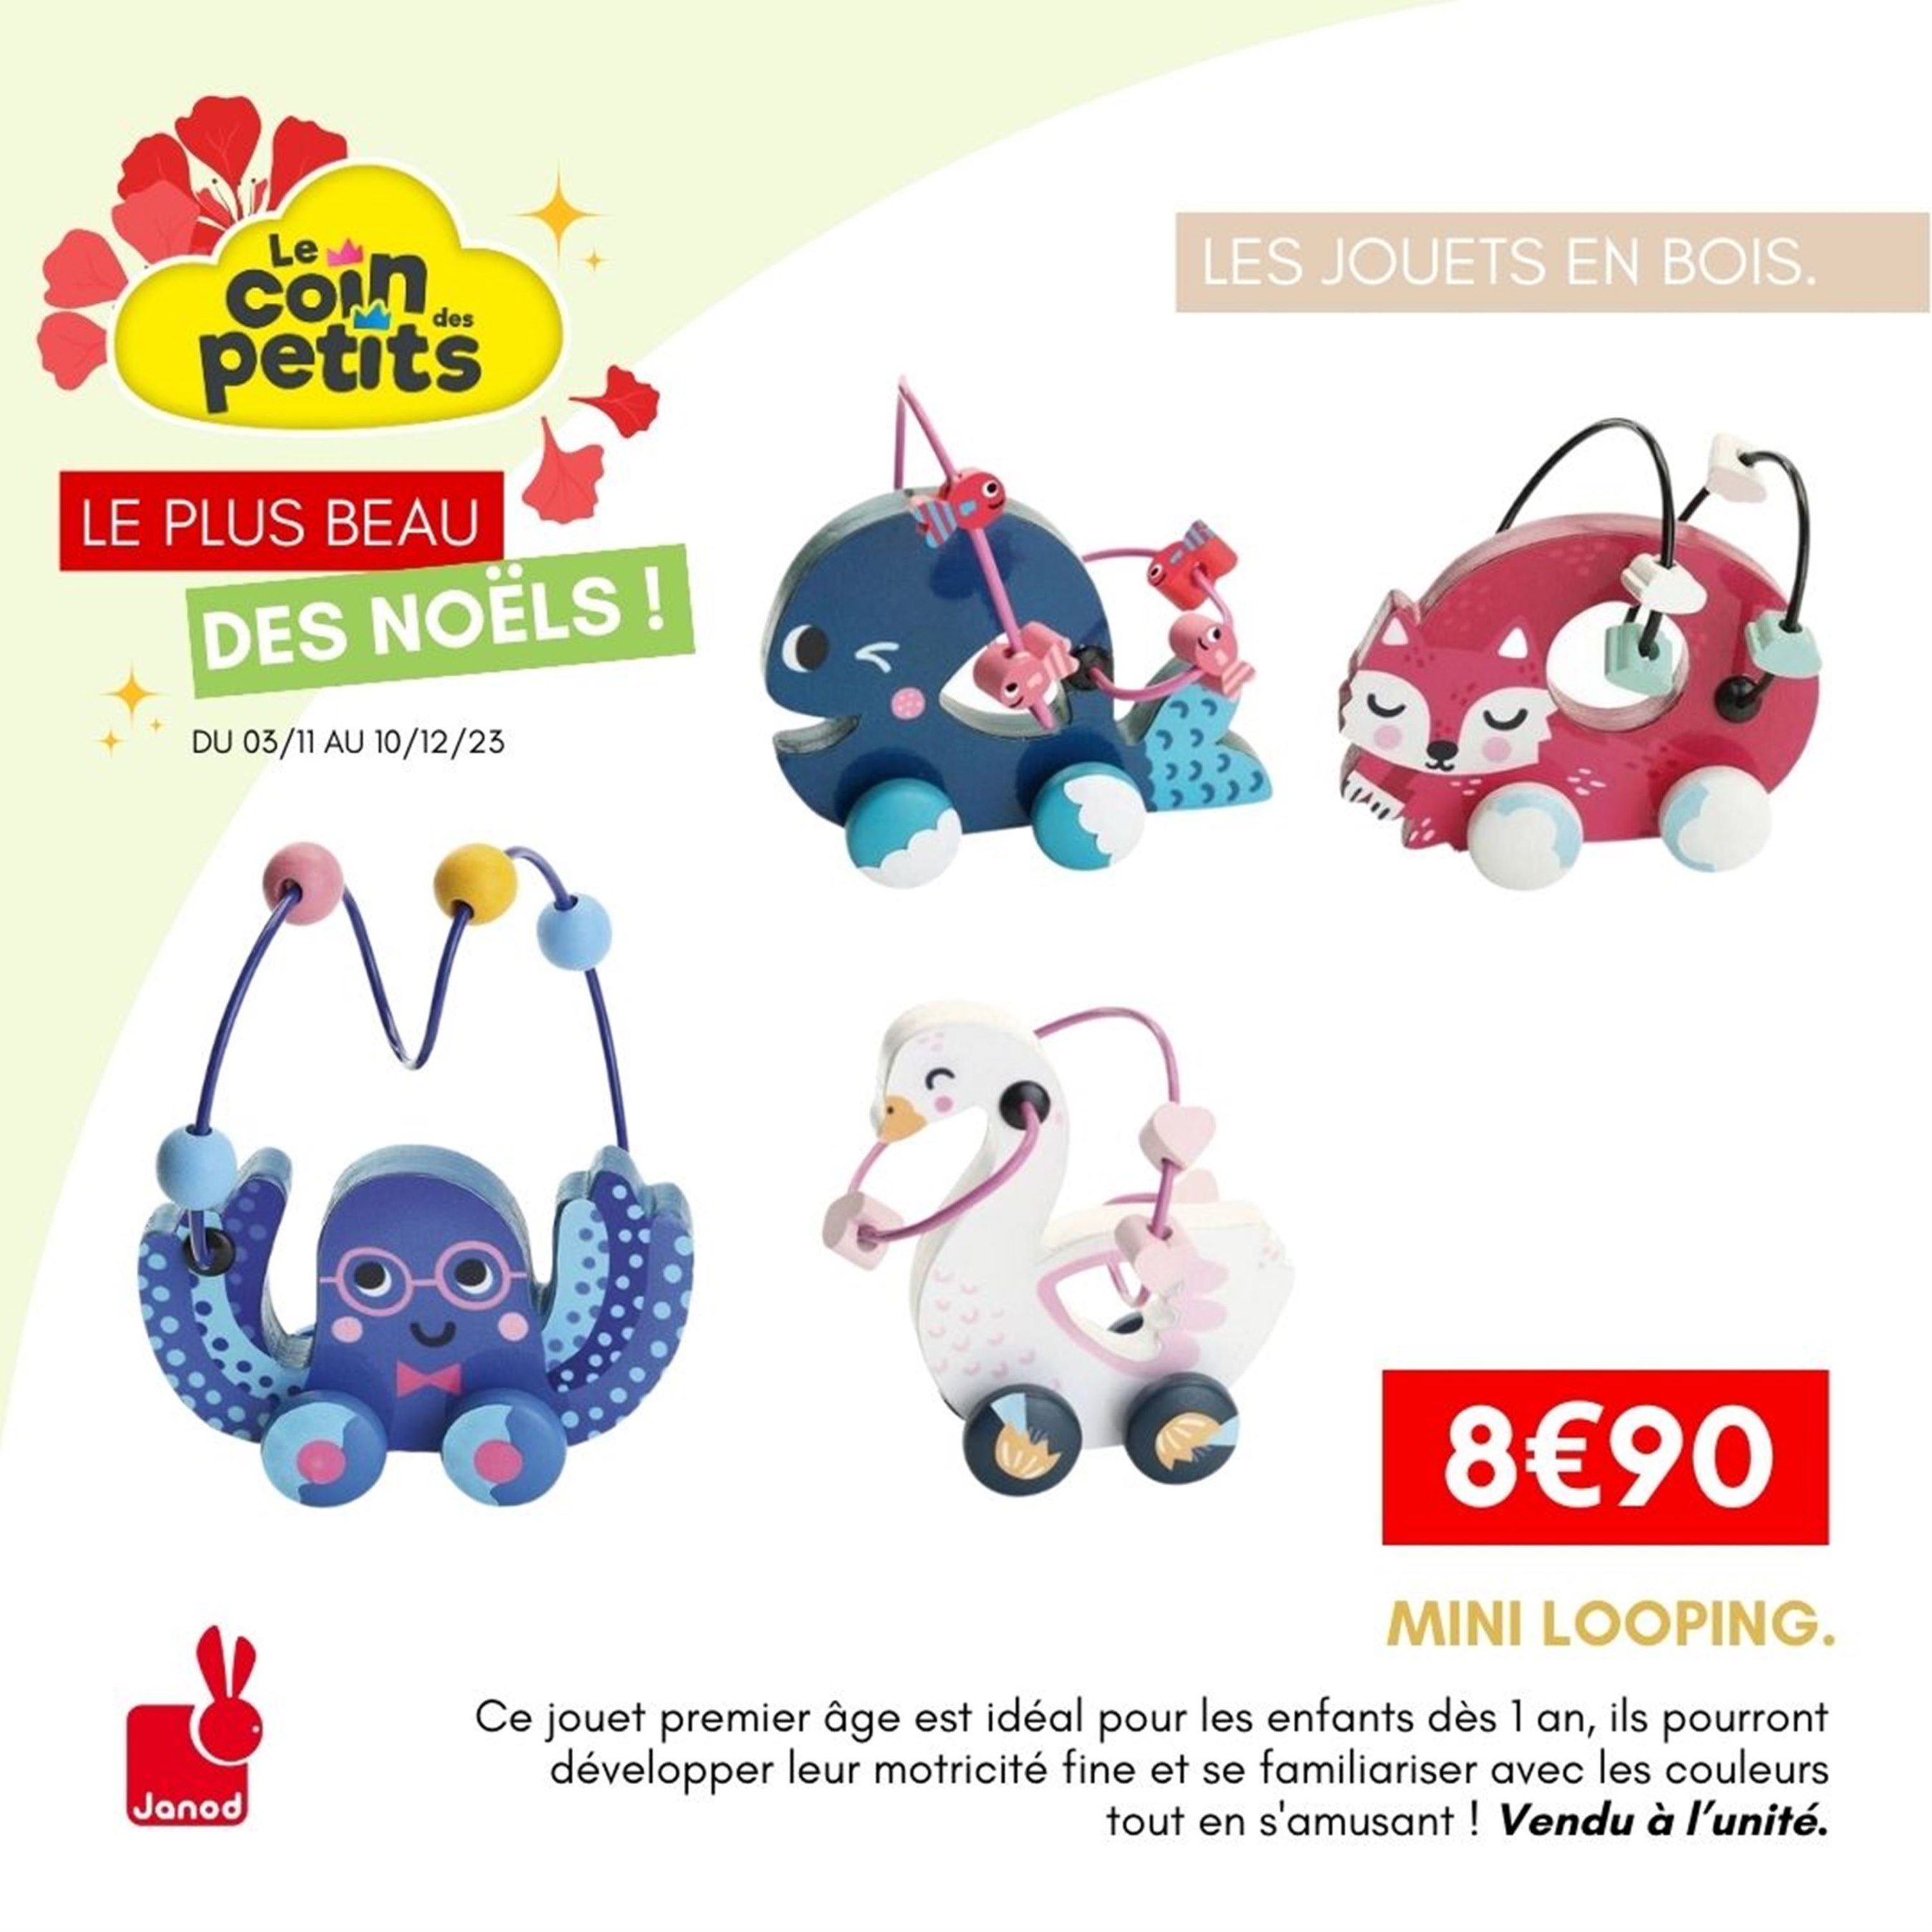 Le
coin
des
petits
LE PLUS BEAU
DES NOËLS !
DU 03/11 AU 10/12/23
LES JOUETS EN BOIS.
8€90
MINI LOOPING.
Ce jouet premier âge est idéal pour les enfants dès 1 an, ils pourront
développer leur motricité fine et se familiariser avec les couleurs
tout en s'amusant ! Vendu à l’unité.
Janod